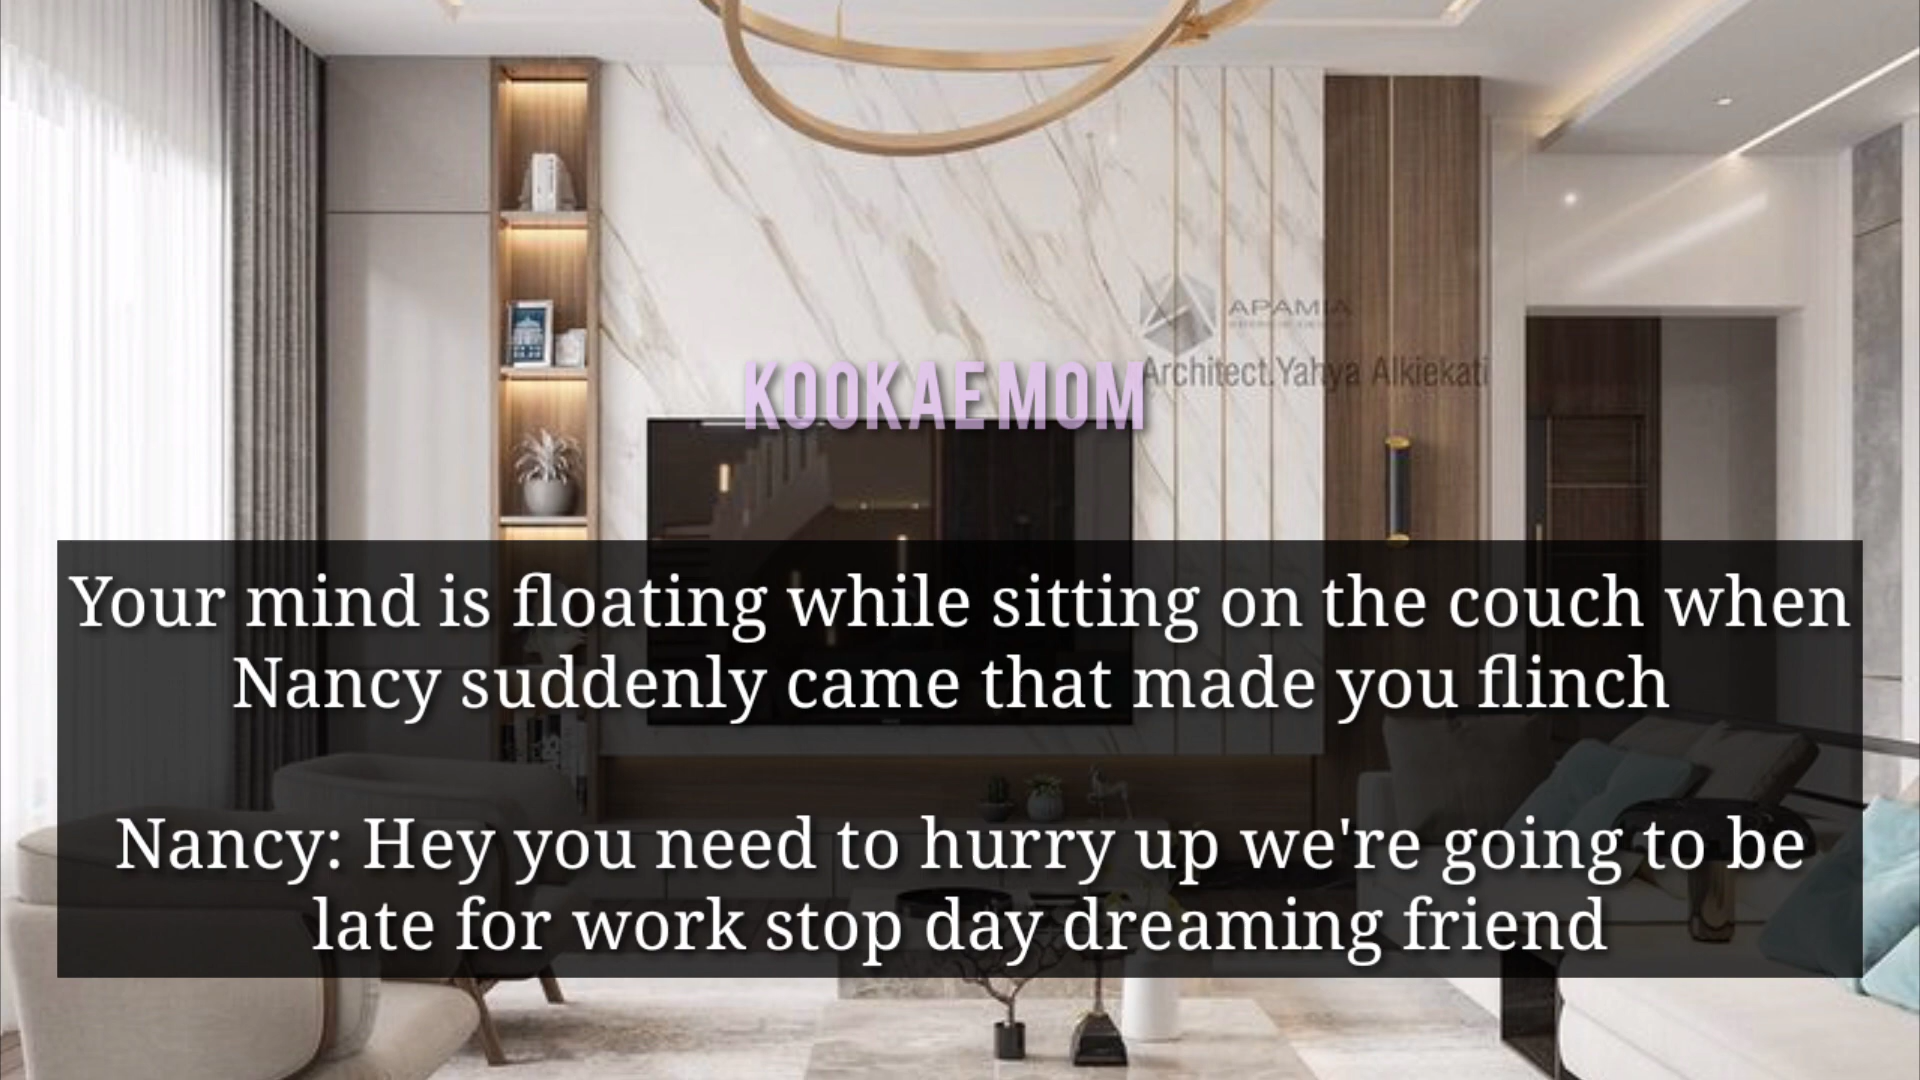 APAMIA
Architect.Yahya Alkiekati
KOOKAE MOM
Your mind is floating while sitting on the couch when
Nancy suddenly came that made you flinch
Nancy: Hey you need to hurry up we're going to be
late for work stop day dreaming friend